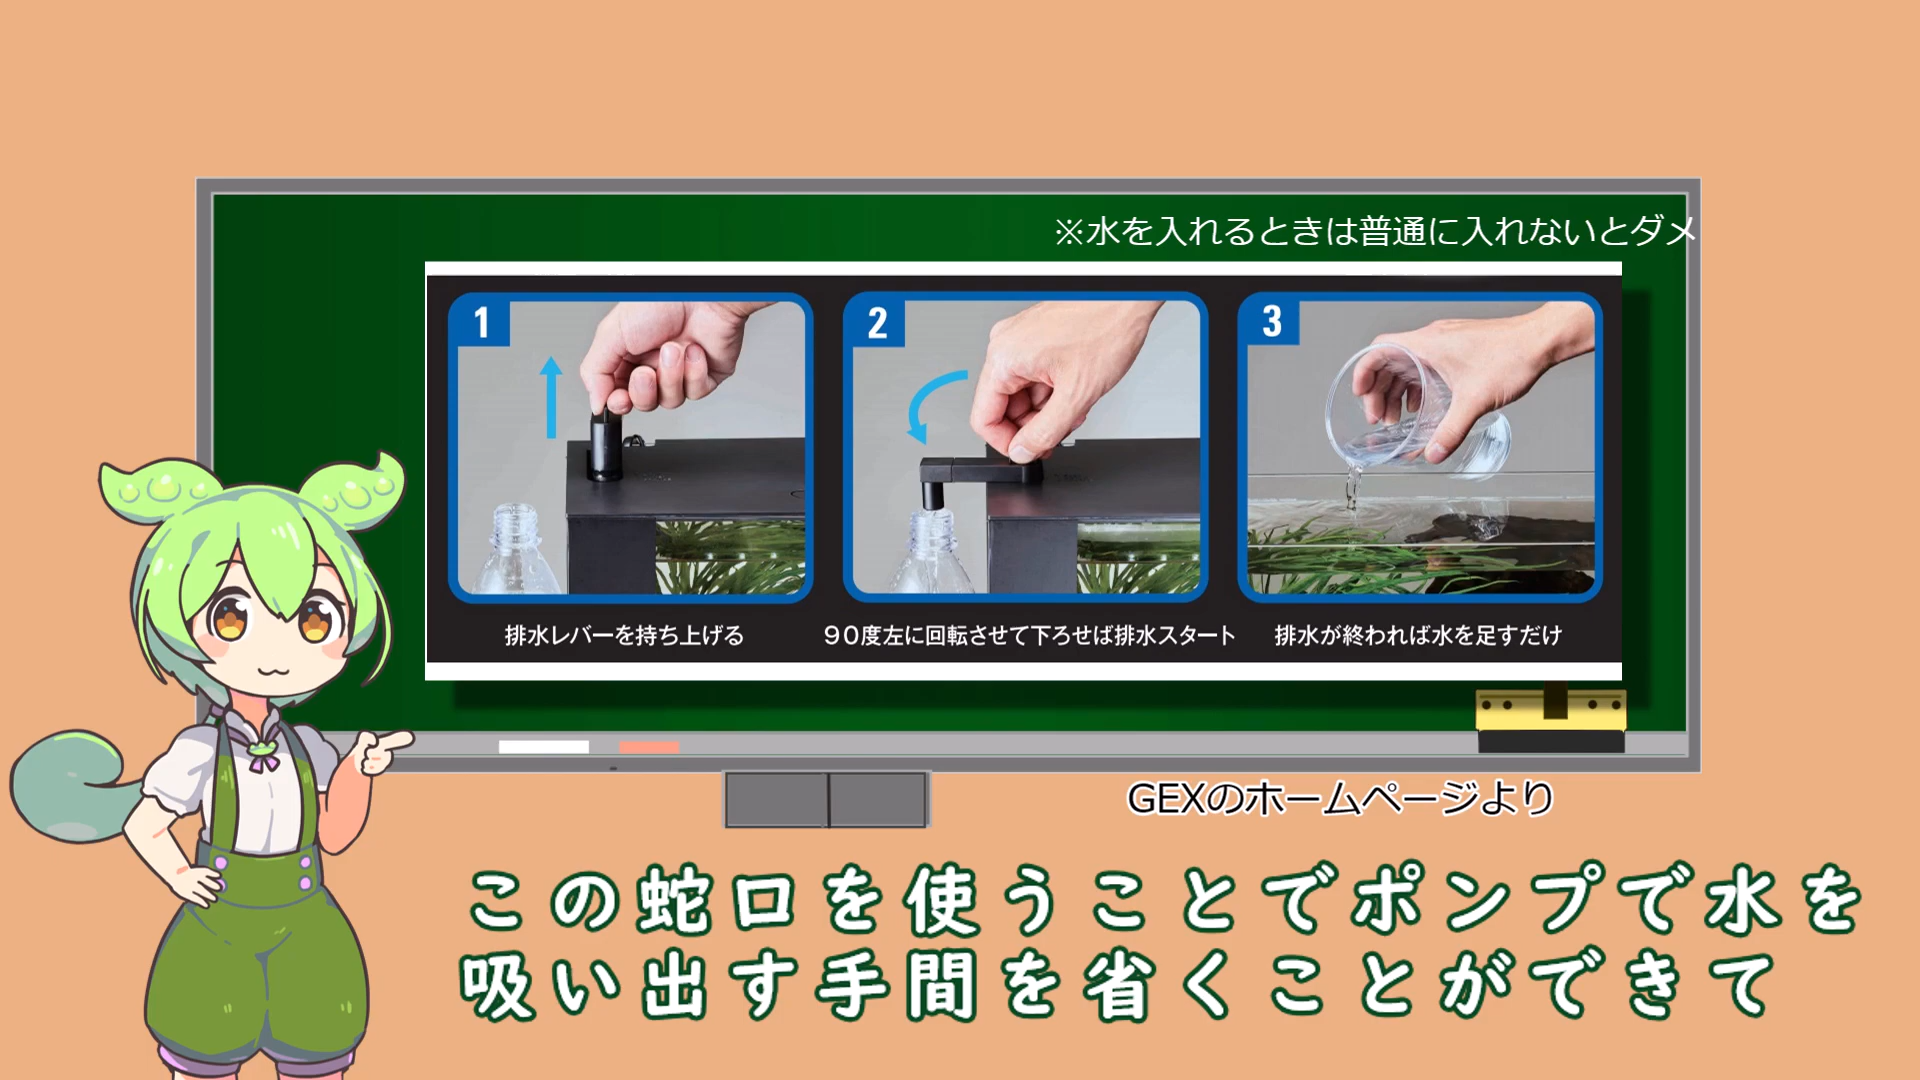 ※水を入れるときは普通に入れないとダメ
1
2
3
排水レバーを持ち上げる
90度左に回転させて下ろせば排水スタート
排水が終われば水を足すだけ
GEXのホームページより
この蛇口を使うことでポンプで水を
吸い出す手間を省くことができて